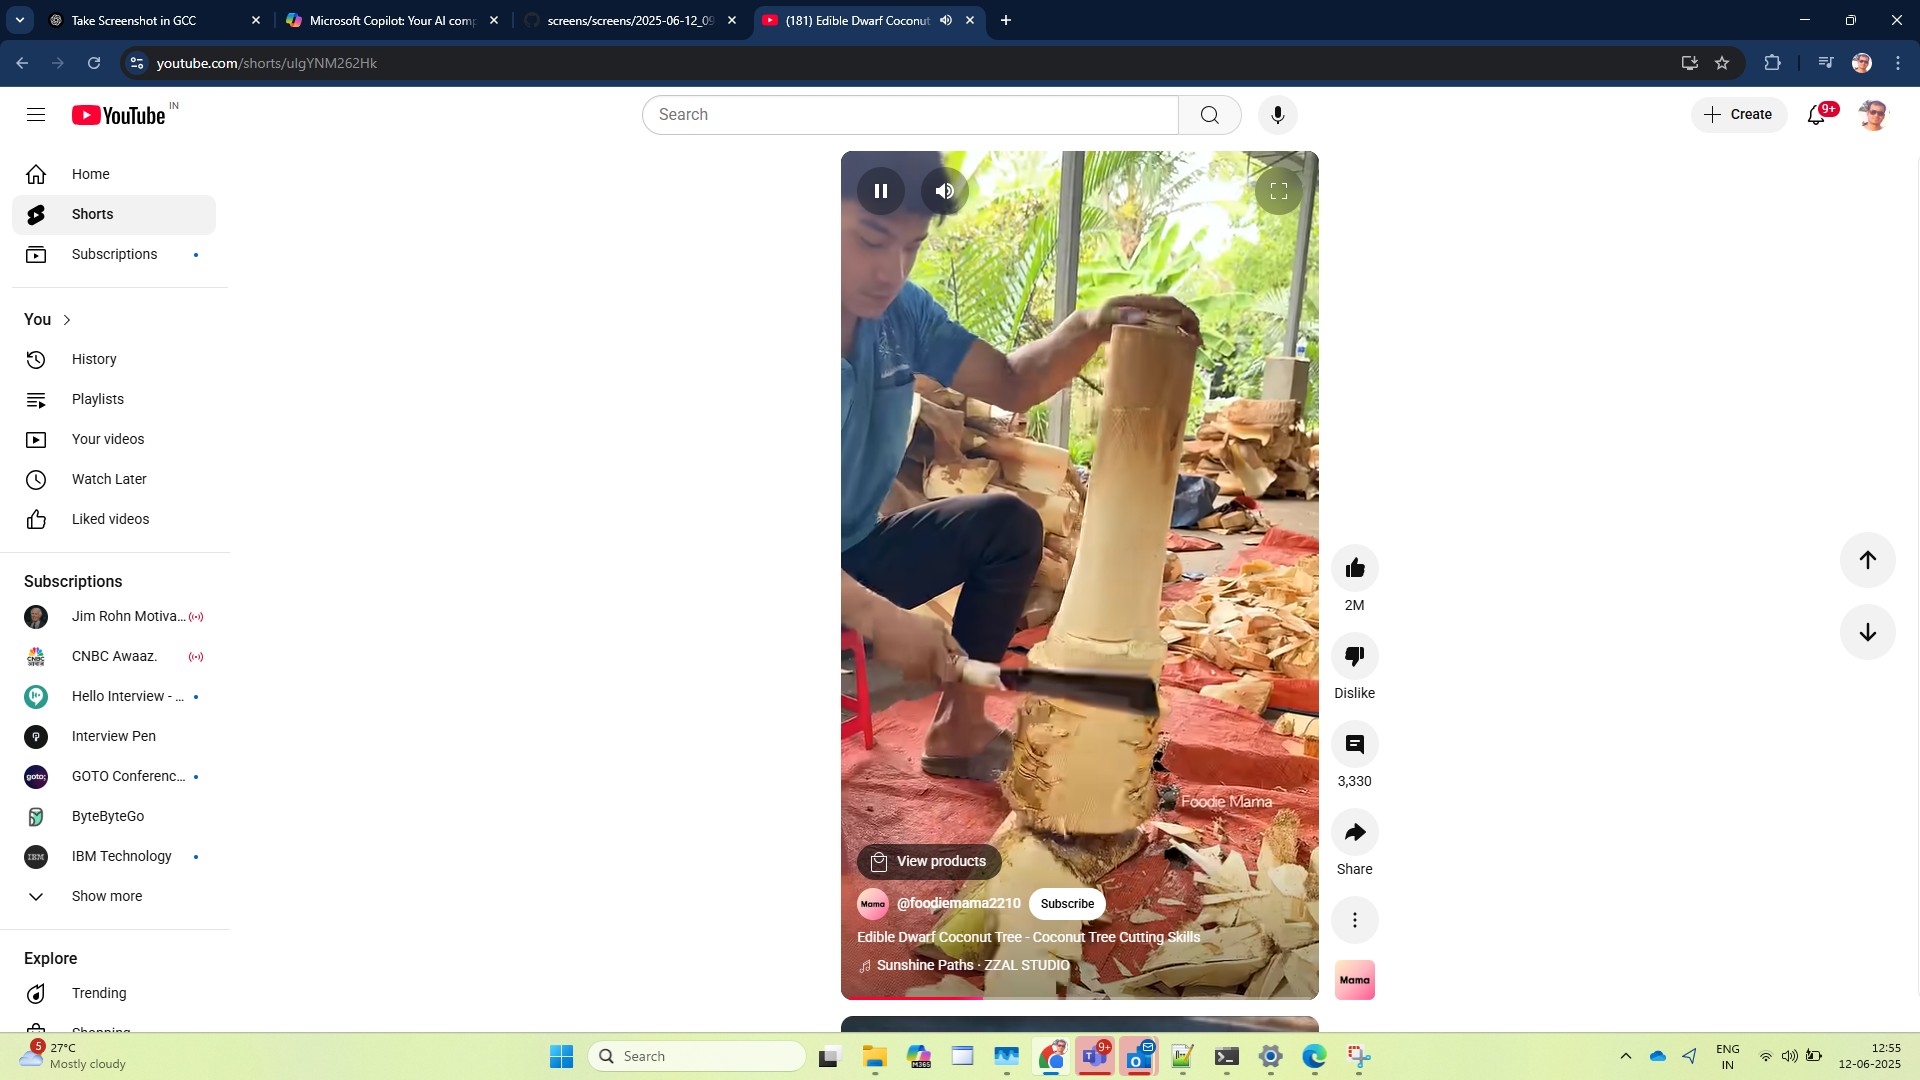 Take Screenshot in GCC
Microsoft Copilot: Your AI comp
screens/screens/2025-06-12_09
(181) Edible Dwarf Coconut
youtube.com/shorts/ulgYNM262Hk
YouTube IN
Search
Create
9+
Home
Shorts
Subscriptions
You
History
Playlists
Your videos
Watch Later
Liked videos
Subscriptions
Jim Rohn Motiva...
CNBC Awaaz.
Hello Interview - ...
Interview Pen
goto; GOTO Conferenc...
ByteByteGo
IBM IBM Technology
Show more
Explore
Trending
Shopping
Foodie Mama
View products
Mama @foodiemama2210 Subscribe
Edible Dwarf Coconut Tree - Coconut Tree Cutting Skills
Sunshine Paths · ZZAL STUDIO
2M
Dislike
3,330
Share
Mama
5 27°C
Mostly cloudy
Search
M365
9+
ENG
IN
12:55
12-06-2025